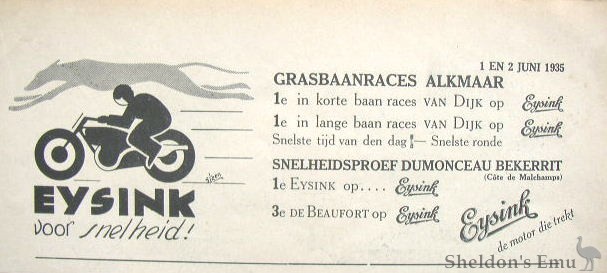 1 EN 2 JUNI 1935
GRASBAANRACES ALKMAAR
1e in korte baan races VAN DIJK op Eysink
1e in lange baan races VAN DIJK op Eysink
Snelste tijd van den dag — Snelste ronde
SNELHEIDSPROEF DUMONCEAU BEKERRIT
(Côte de Malchamps)
1e EYSINK op.... Eysink
3e DE BEAUFORT op Eysink
Eysink
de motor die trekt
EYSINK
voor snelheid!
Sheldon's Emu